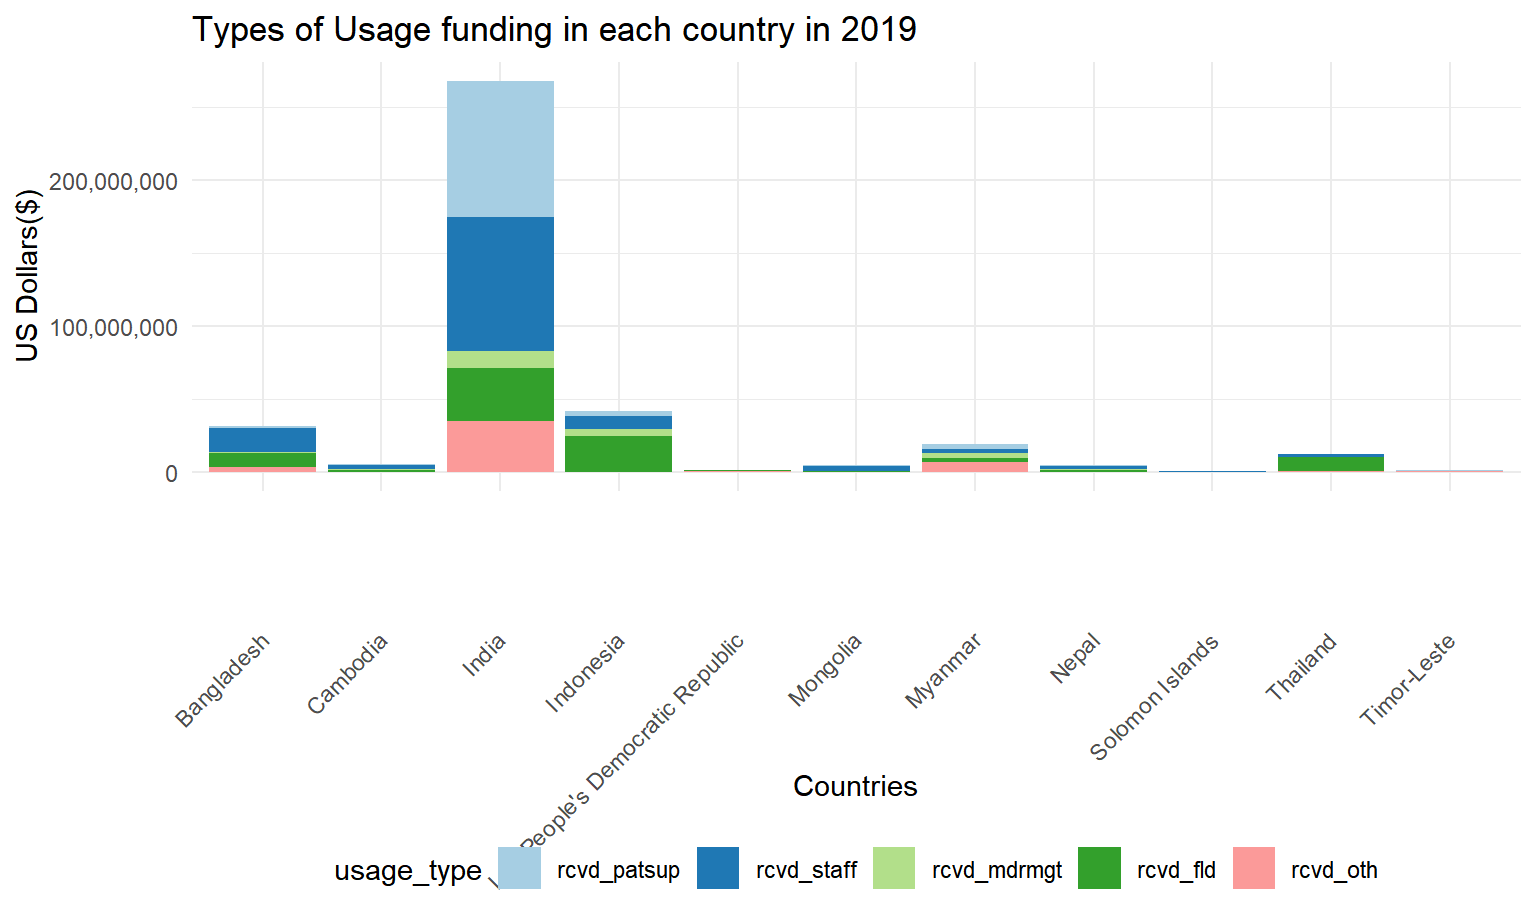 Types of Usage funding in each country in 2019
US Dollars($)
200,000,000
100,000,000
0
Bangladesh
Cambodia
India
Indonesia
People's Democratic Republic
Mongolia
Myanmar
Nepal
Solomon Islands
Thailand
Timor-Leste
Countries
usage_type rcvd_patsup rcvd_staff rcvd_mdrmgt rcvd_fld rcvd_oth